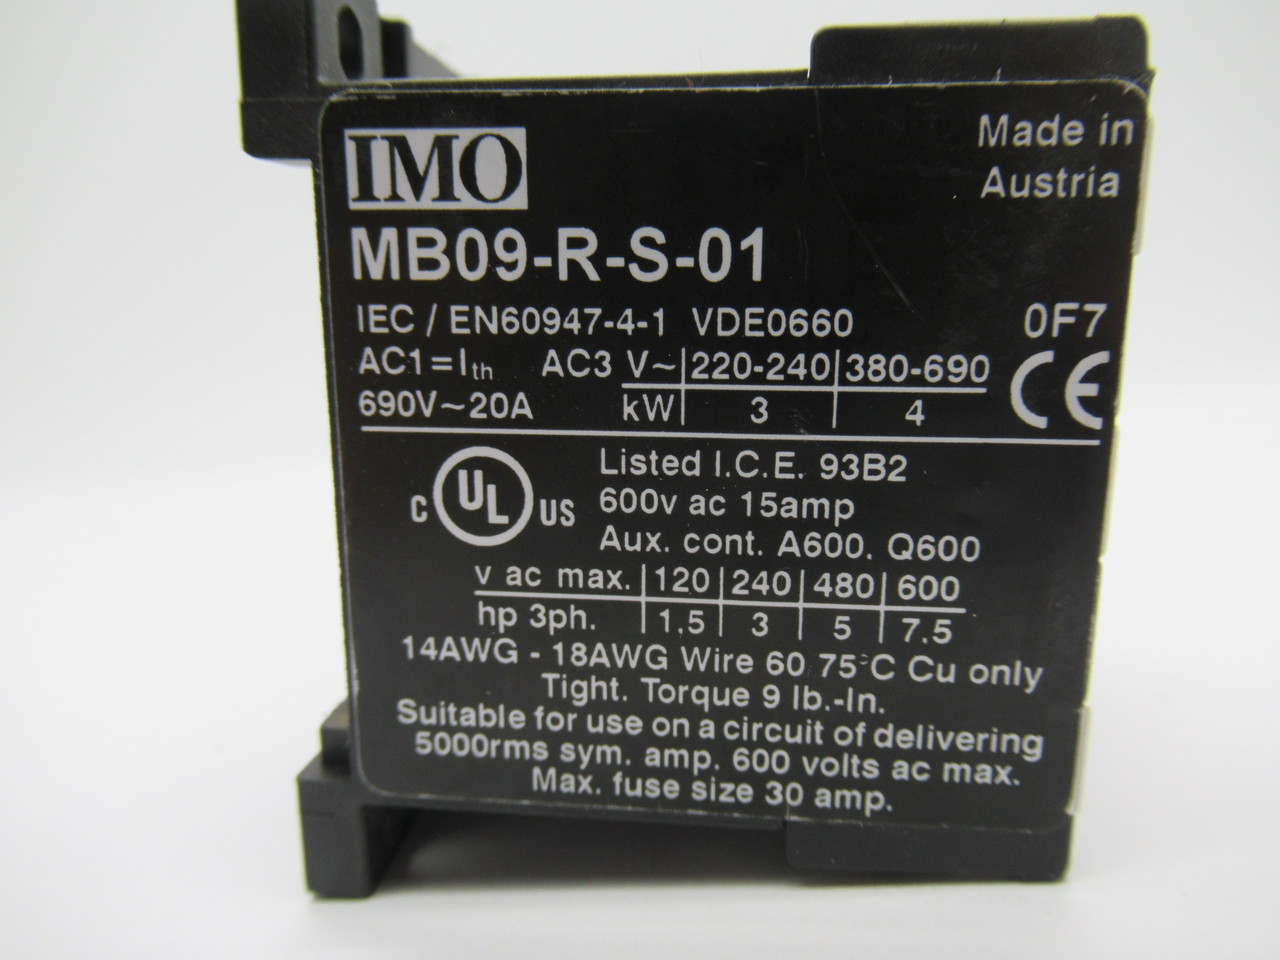 IMO
Made in
Austria
MB09-R-S-01
IEC / EN60947-4-1 VDE0660 0F7
AC1=Ith AC3 V~ 220-240 380-690 CE
690V~20A kW 3 4
Listed I.C.E. 93B2
C UL US 600v ac 15amp
Aux. cont. A600, Q600
v ac max. 120 240 480 600
hp 3ph. 1.5 3 5 7.5
14AWG - 18AWG Wire 60 75°C Cu only
Tight. Torque 9 lb.-In.
Suitable for use on a circuit of delivering
5000rms sym. amp. 600 volts ac max.
Max. fuse size 30 amp.